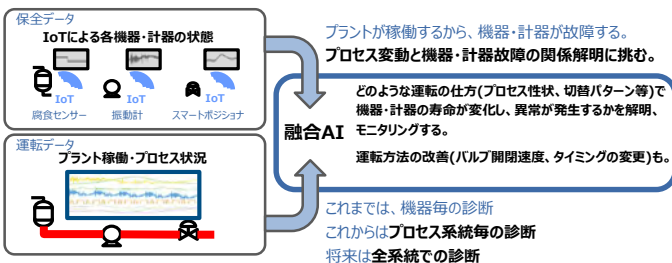 保全データ
IoTによる各機器・計器の状態
IoT
IoT
IoT
腐食センサー
振動計
スマートポジショナ
運転データ
プラント稼働・プロセス状況
プラントが稼働するから、機器・計器が故障する。
プロセス変動と機器・計器故障の関係解明に挑む。
融合AI
どのような運転の仕方(プロセス性状、切替パターン等)で
機器・計器の寿命が変化し、異常が発生するかを解明、
モニタリングする。
運転方法の改善(バルブ開閉速度、タイミングの変更)も。
これまでは、機器毎の診断
これからはプロセス系統毎の診断
将来は全系統での診断